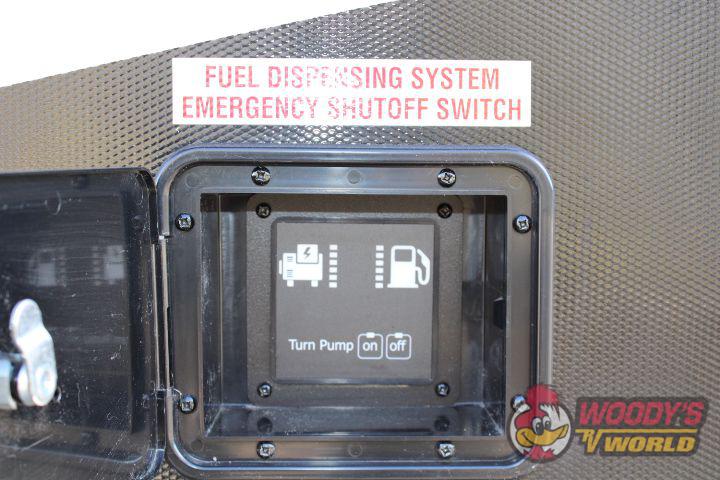 FUEL DISPENSING SYSTEM
EMERGENCY SHUTOFF SWITCH
Turn Pump on off
WOODY'S
RV WORLD